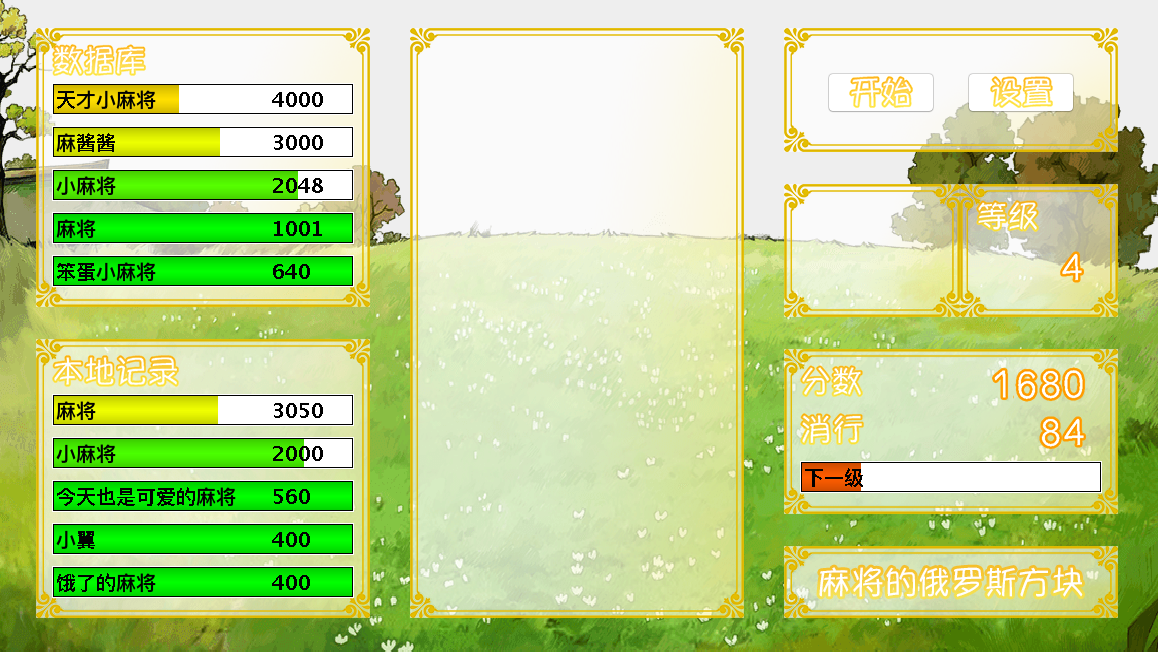 数据库
天才小麻将 4000
麻酱酱 3000
小麻将 2048
麻将 1001
笨蛋小麻将 640
本地记录
麻将 3050
小麻将 2000
今天也是可爱的麻将 560
小翼 400
饿了的麻将 400
开始 设置
等级
4
分数 1680
消行 84
下一级
麻将的俄罗斯方块